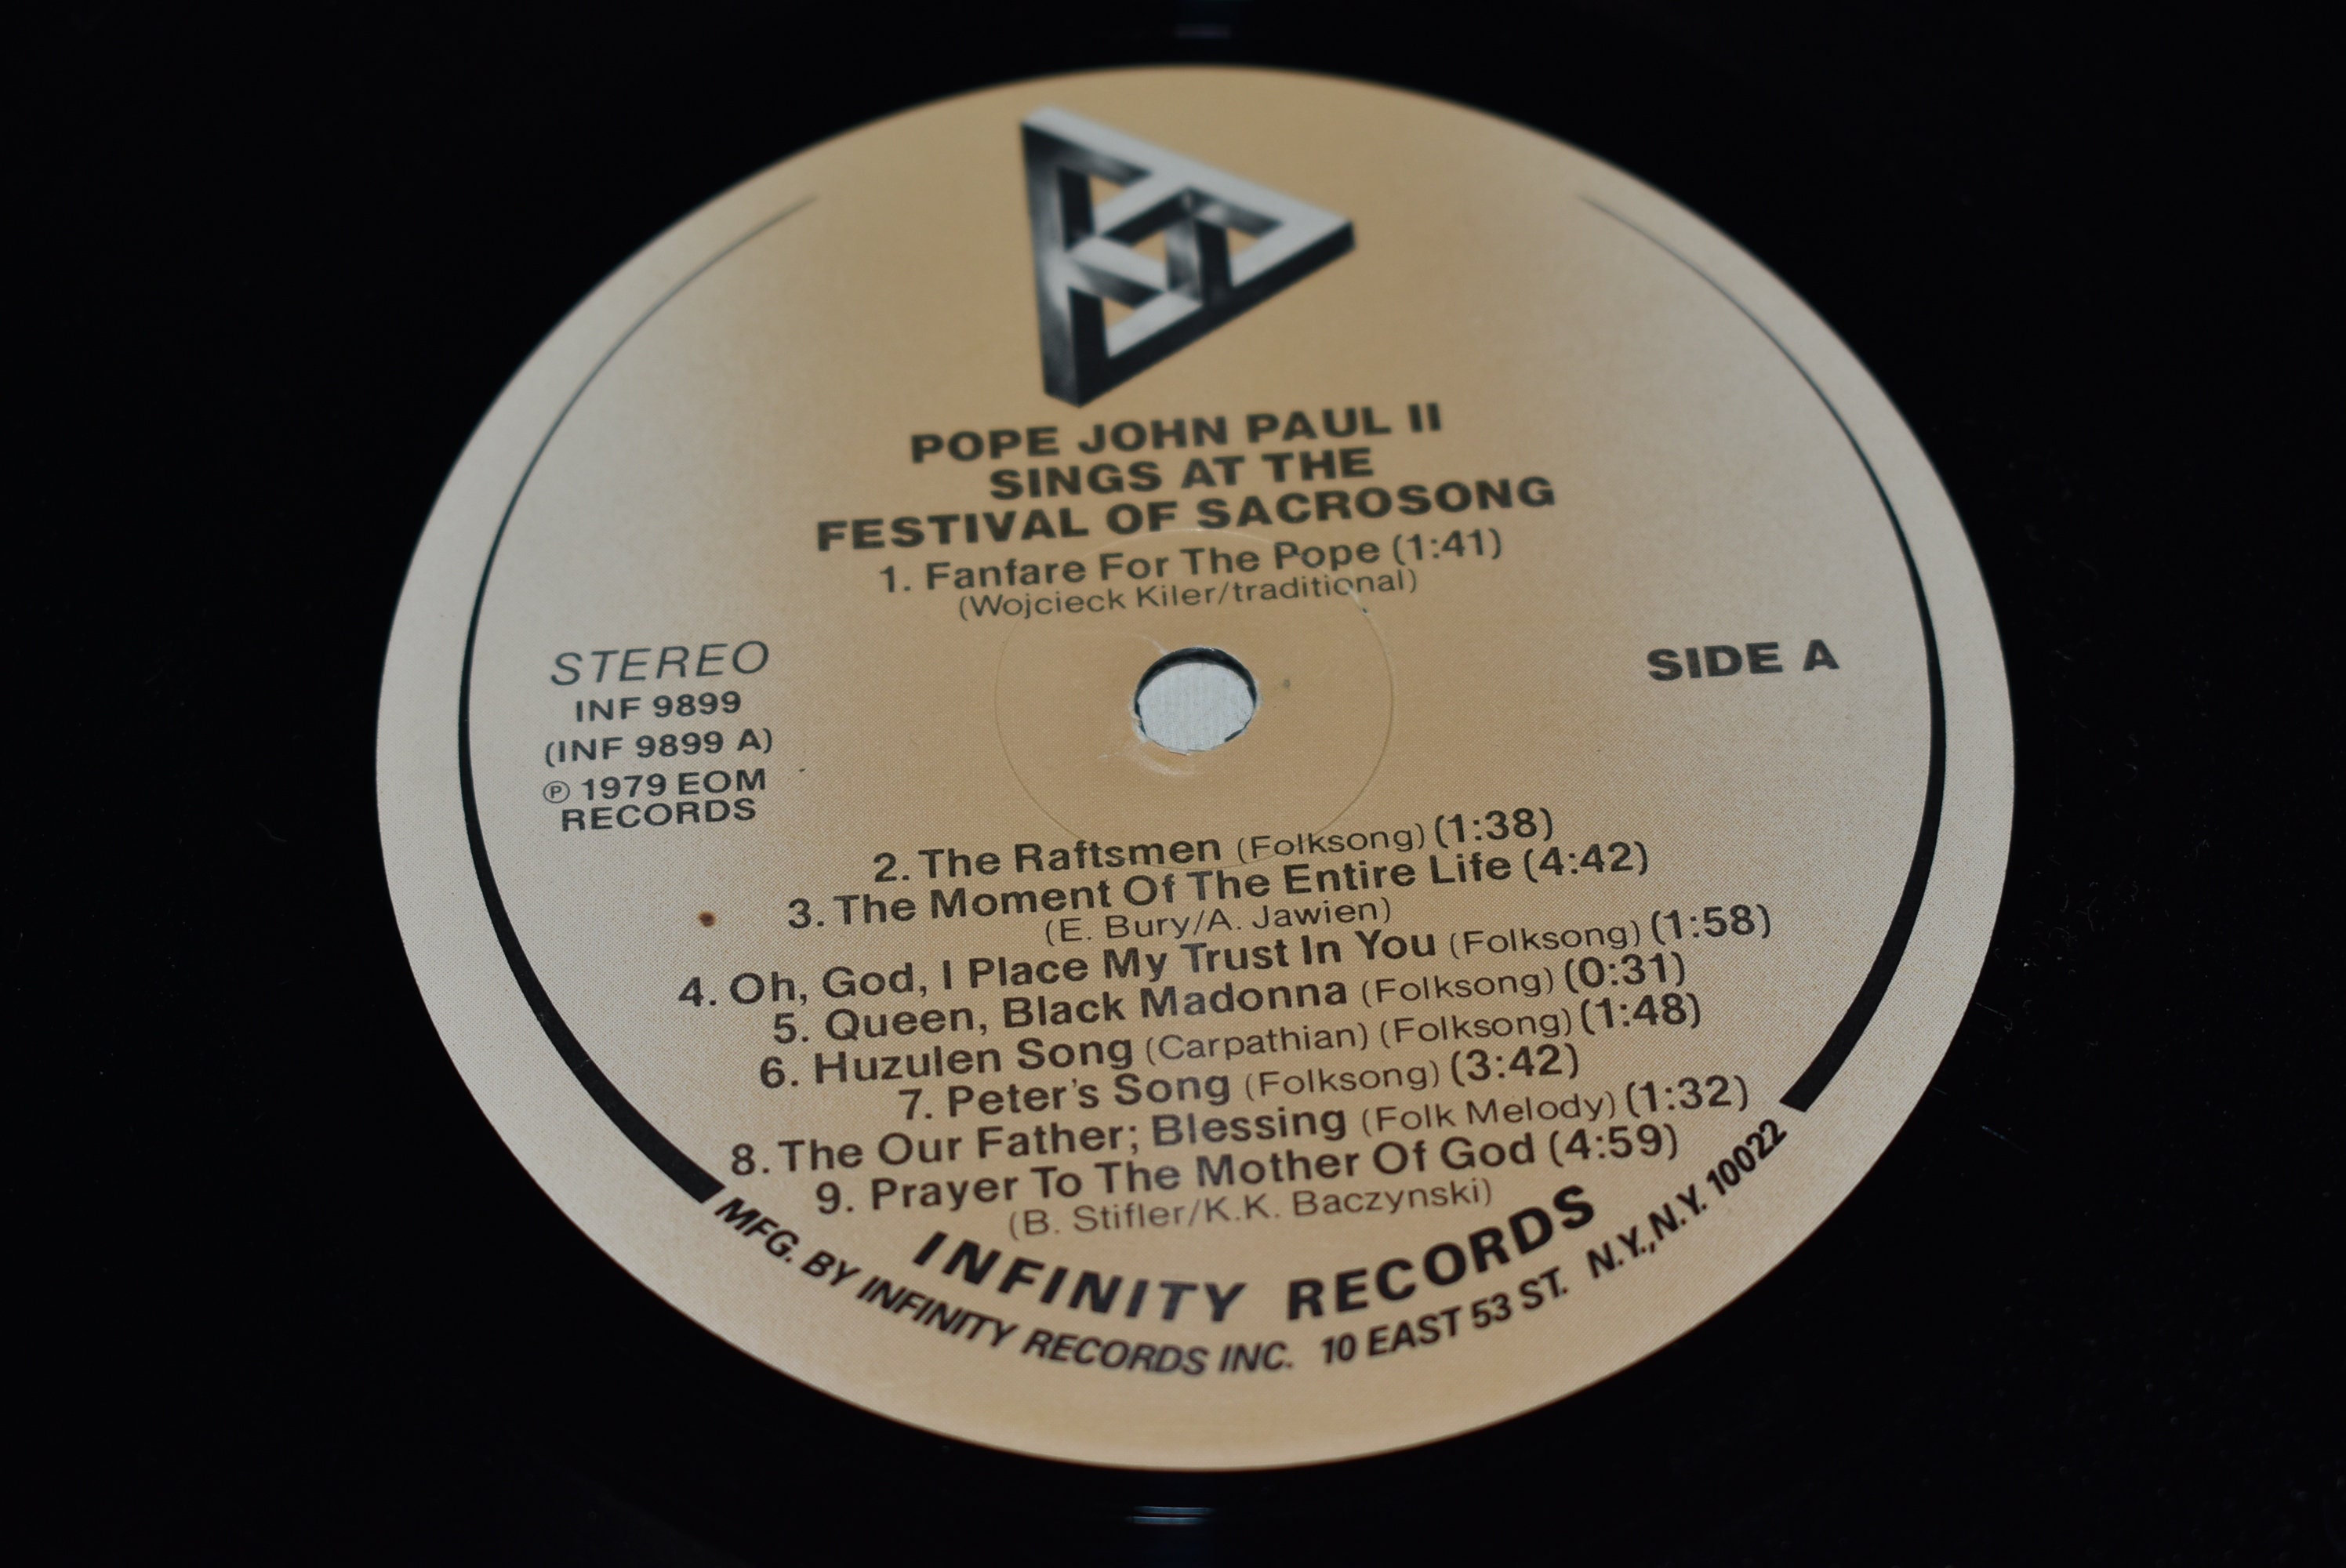 POPE JOHN PAUL II
SINGS AT THE
FESTIVAL OF SACROSONG
1. Fanfare For The Pope (1:41)
(Wojcieck Kiler/traditional)
STEREO
INF 9899
(INF 9899 A)
℗ 1979 EOM
RECORDS
SIDE A
2. The Raftsmen (Folksong) (1:38)
3. The Moment Of The Entire Life (4:42)
(E. Bury/A. Jawien)
4. Oh, God, I Place My Trust In You (Folksong) (1:58)
5. Queen, Black Madonna (Folksong) (0:31)
6. Huzulen Song (Carpathian) (Folksong) (1:48)
7. Peter's Song (Folksong) (3:42)
8. The Our Father; Blessing (Folk Melody) (1:32)
9. Prayer To The Mother Of God (4:59)
(B. Stifler/K.K. Baczynski)
INFINITY RECORDS
MFG. BY INFINITY RECORDS INC. 10 EAST 53 ST. N.Y., N.Y. 10022